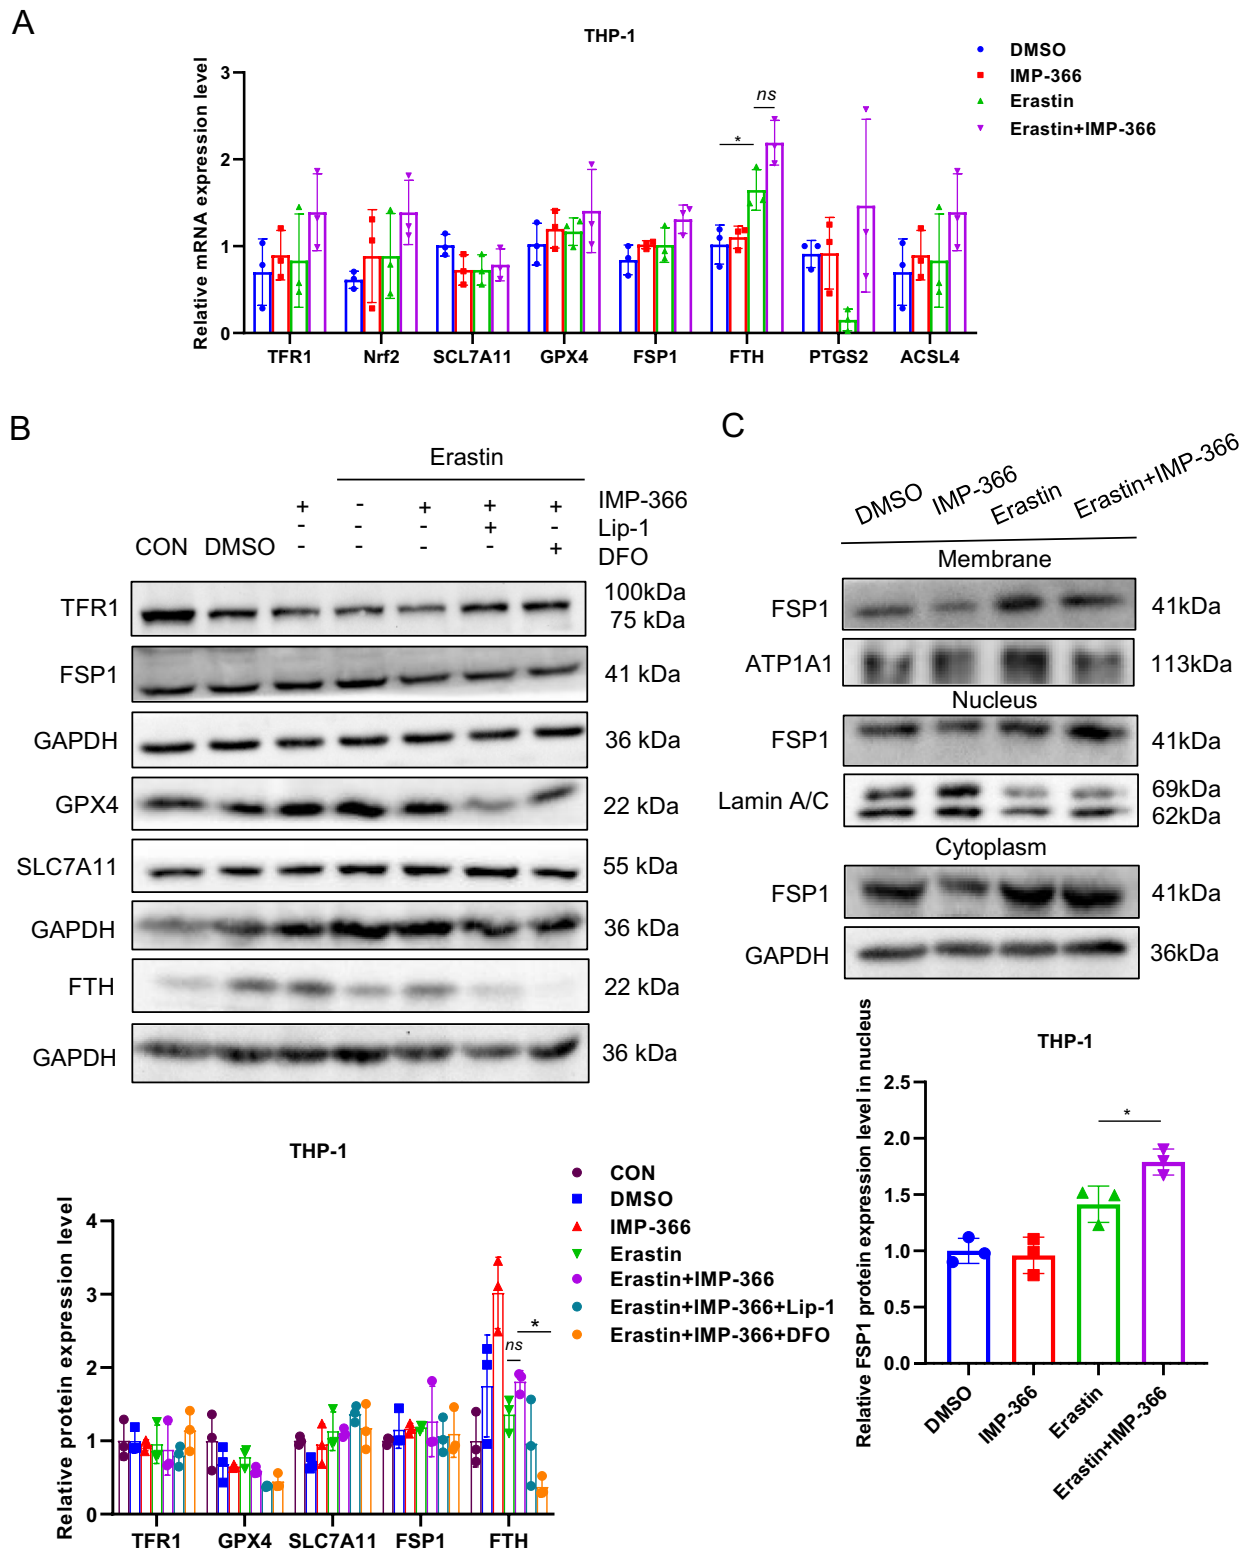 A
THP-1
DMSO
IMP-366
Erastin
Erastin+IMP-366
Relative mRNA expression level
3
2
1
0
*
ns
TFR1 Nrf2 SCL7A11 GPX4 FSP1 FTH PTGS2 ACSL4
B
Erastin
+ - + + + IMP-366
- - - + - Lip-1
CON DMSO - - - - + DFO
TFR1 100kDa
75 kDa
FSP1 41 kDa
GAPDH 36 kDa
GPX4 22 kDa
SLC7A11 55 kDa
GAPDH 36 kDa
FTH 22 kDa
GAPDH 36 kDa
THP-1
CON
DMSO
IMP-366
Erastin
Erastin+IMP-366
Erastin+IMP-366+Lip-1
Erastin+IMP-366+DFO
Relative protein expression level
4
3
2
1
0
ns
*
TFR1 GPX4 SLC7A11 FSP1 FTH
C
DMSO IMP-366 Erastin Erastin+IMP-366
Membrane
FSP1 41kDa
ATP1A1 113kDa
Nucleus
FSP1 41kDa
Lamin A/C 69kDa
62kDa
Cytoplasm
FSP1 41kDa
GAPDH 36kDa
THP-1
Relative FSP1 protein expression level in nucleus
2.5
2.0
1.5
1.0
0.5
0.0
*
DMSO IMP-366 Erastin Erastin+IMP-366